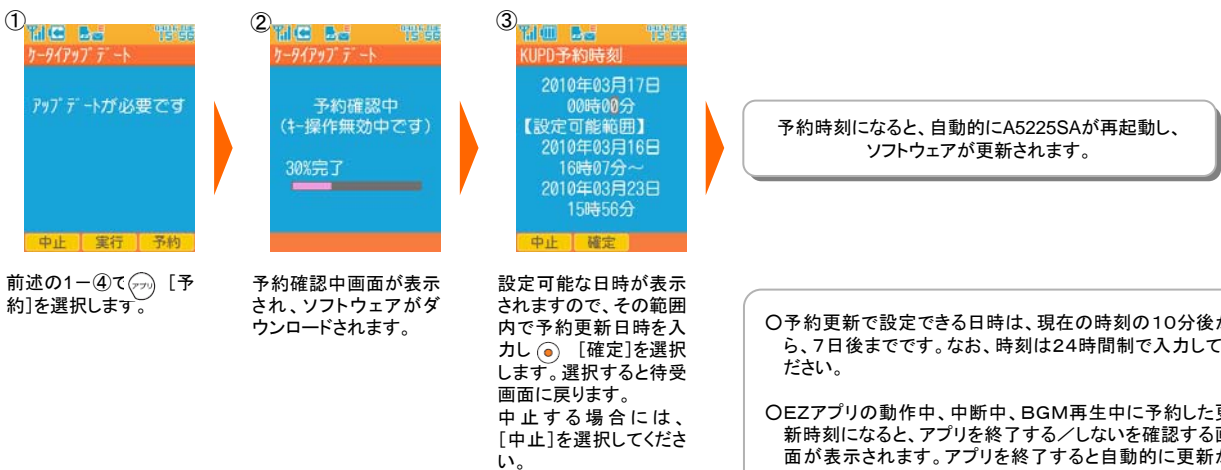 ①
ケータイアップデート
アップデートが必要です
中止 実行 予約
前述の1－④で アプリ [予
約]を選択します。
②
15:56
ケータイアップデート
予約確認中
(キー操作無効中です)
30%完了
予約確認中画面が表示
され、ソフトウェアがダ
ウンロードされます。
③
15:59
KUPD予約時刻
2010年03月17日
00時00分
【設定可能範囲】
2010年03月16日
16時07分～
2010年03月23日
15時56分
中止 確定
設定可能な日時が表示
されますので、その範囲
内で予約更新日時を入
力し [確定]を選択
します。選択すると待受
画面に戻ります。
中止する場合には、
[中止]を選択してくださ
い。
予約時刻になると、自動的にA5225SAが再起動し、
ソフトウェアが更新されます。
○予約更新で設定できる日時は、現在の時刻の10分後か
ら、7日後までです。なお、時刻は24時間制で入力して
ださい。
○EZアプリの動作中、中断中、BGM再生中に予約した更
新時刻になると、アプリを終了する／しないを確認する画
面が表示されます。アプリを終了すると自動的に更新が